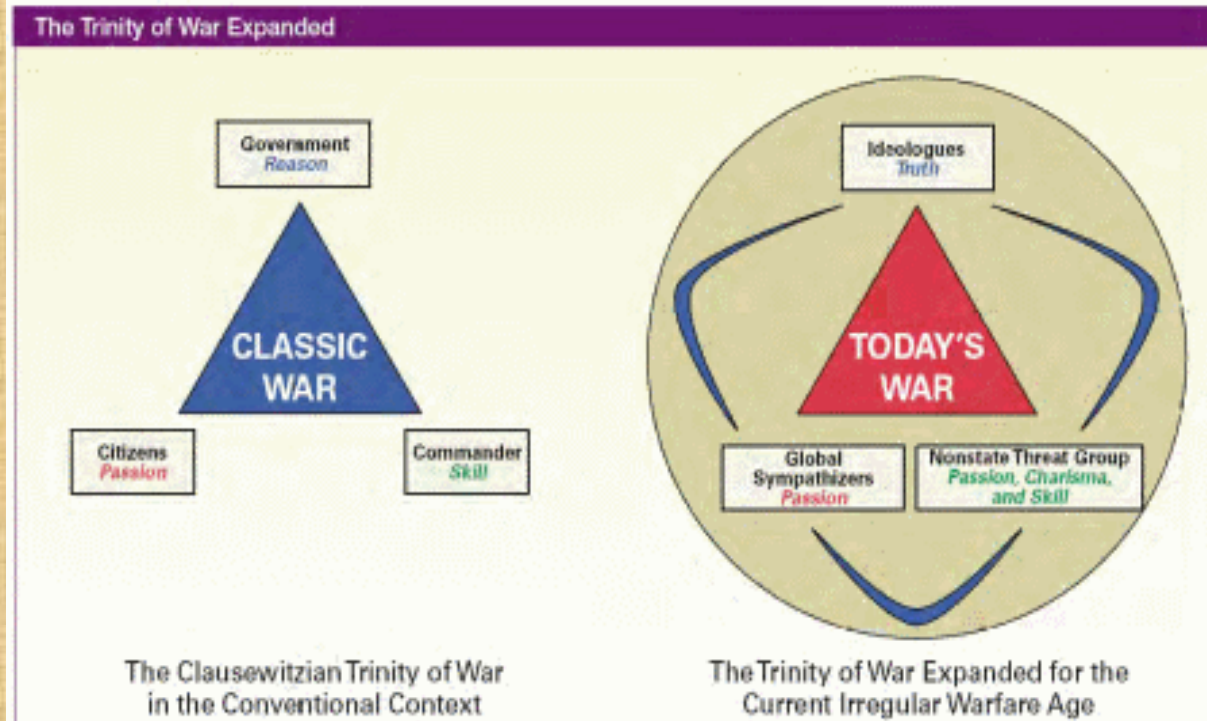 The Trinity of War Expanded
Government
Reason
CLASSIC
WAR
Citizens
Passion
Commander
Skill
The Clausewitzian Trinity of War
in the Conventional Context
Ideologues
Truth
TODAY'S
WAR
Global
Sympathizers
Passion
Nonstate Threat Group
Passion, Charisma,
and Skill
The Trinity of War Expanded for the
Current Irregular Warfare Age